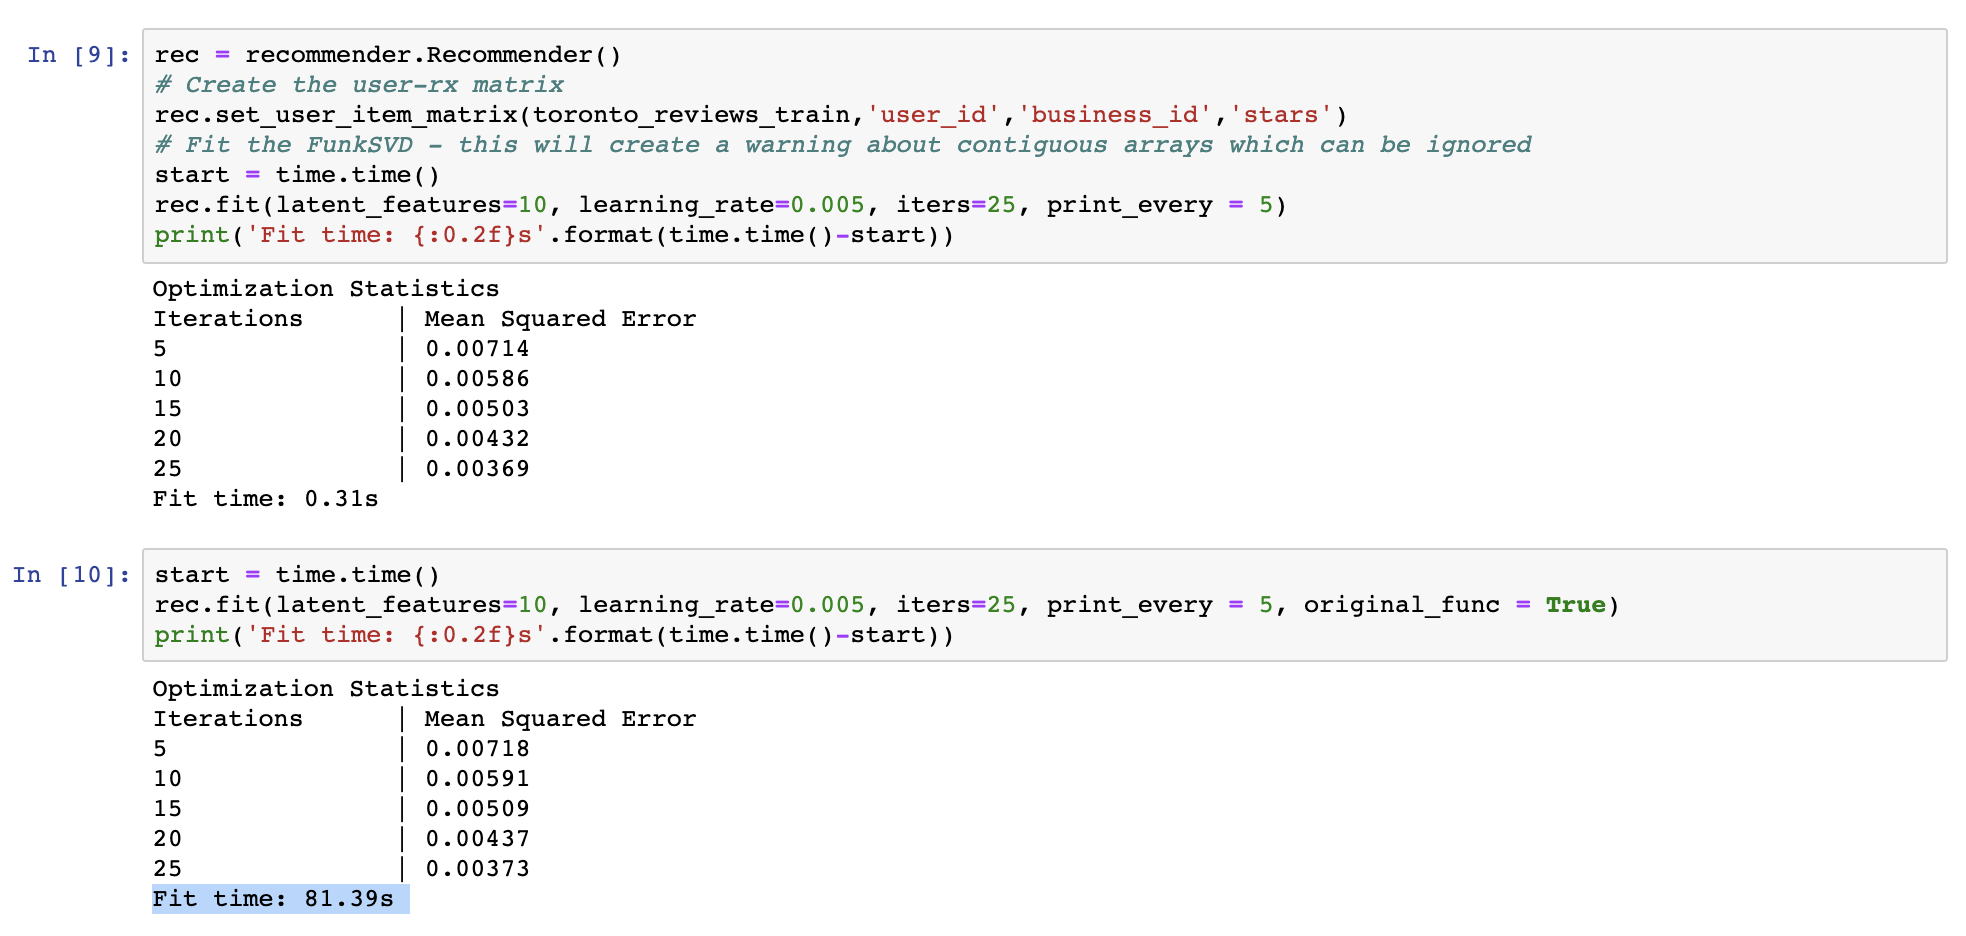 In [9]:
rec = recommender.Recommender()
# Create the user-rx matrix
rec.set_user_item_matrix(toronto_reviews_train,'user_id','business_id','stars')
# Fit the FunkSVD - this will create a warning about contiguous arrays which can be ignored
start = time.time()
rec.fit(latent_features=10, learning_rate=0.005, iters=25, print_every = 5)
print('Fit time: {:0.2f}s'.format(time.time()-start))
Optimization Statistics
Iterations | Mean Squared Error
5 | 0.00714
10 | 0.00586
15 | 0.00503
20 | 0.00432
25 | 0.00369
Fit time: 0.31s
In [10]:
start = time.time()
rec.fit(latent_features=10, learning_rate=0.005, iters=25, print_every = 5, original_func = True)
print('Fit time: {:0.2f}s'.format(time.time()-start))
Optimization Statistics
Iterations | Mean Squared Error
5 | 0.00718
10 | 0.00591
15 | 0.00509
20 | 0.00437
25 | 0.00373
Fit time: 81.39s